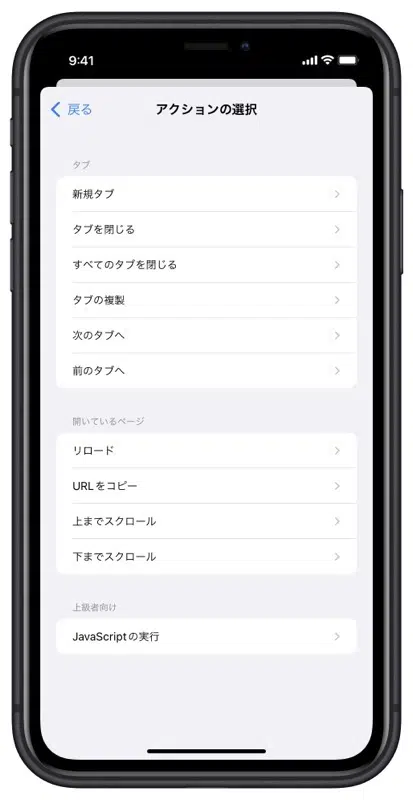 9:41
戻る
アクションの選択
タブ
新規タブ
タブを閉じる
すべてのタブを閉じる
タブの複製
次のタブへ
前のタブへ
開いているページ
リロード
URLをコピー
上までスクロール
下までスクロール
上級者向け
JavaScriptの実行